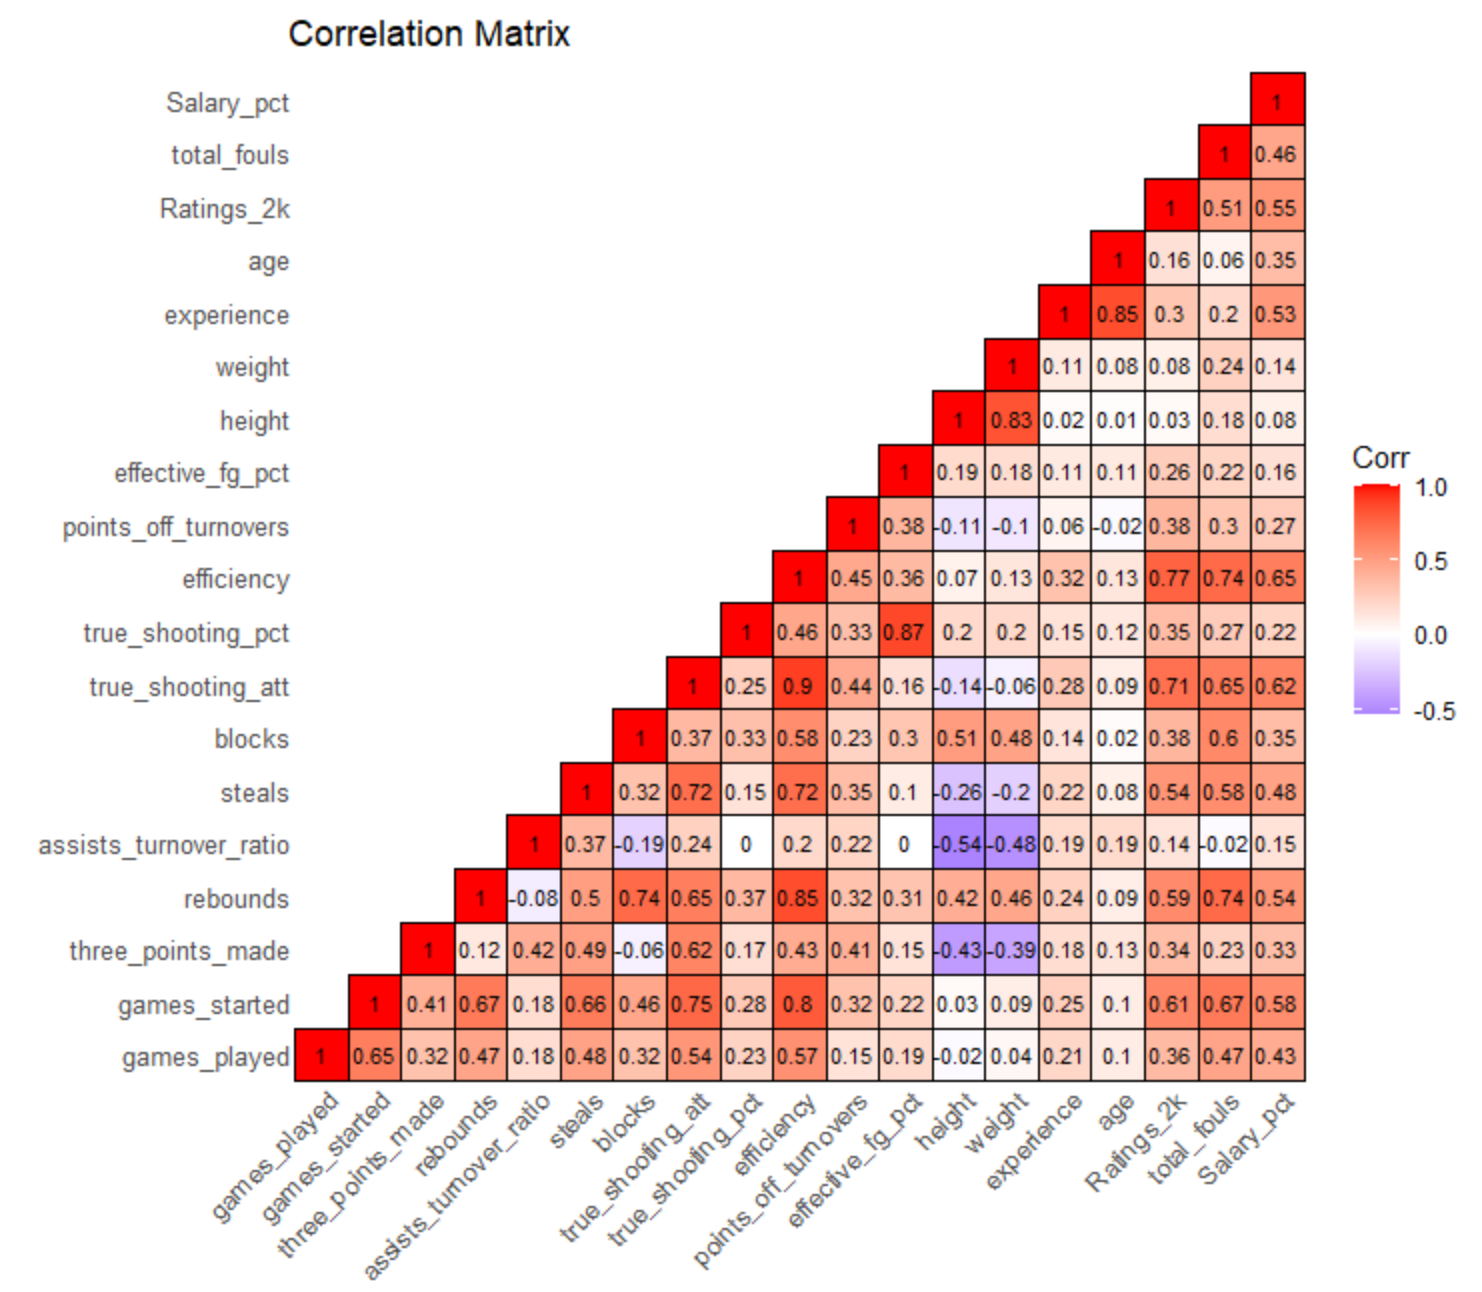 Correlation Matrix
Salary_pct 1
total_fouls 1 0.46
Ratings_2k 1 0.51 0.55
age 1 0.16 0.06 0.35
experience 1 0.85 0.3 0.2 0.53
weight 1 0.11 0.08 0.08 0.24 0.14
height 1 0.83 0.02 0.01 0.03 0.18 0.08
effective_fg_pct 1 0.19 0.18 0.11 0.11 0.26 0.22 0.16
points_off_turnovers 1 0.38 -0.11 -0.1 0.06 -0.02 0.38 0.3 0.27
efficiency 1 0.45 0.36 0.07 0.13 0.32 0.13 0.77 0.74 0.65
true_shooting_pct 1 0.46 0.33 0.87 0.2 0.2 0.15 0.12 0.35 0.27 0.22
true_shooting_att 1 0.25 0.9 0.44 0.16 -0.14 -0.06 0.28 0.09 0.71 0.65 0.62
blocks 1 0.37 0.33 0.58 0.23 0.3 0.51 0.48 0.14 0.02 0.38 0.6 0.35
steals 1 0.32 0.72 0.15 0.72 0.35 0.1 -0.26 -0.2 0.22 0.08 0.54 0.58 0.48
assists_turnover_ratio 1 0.37 -0.19 0.24 0 0.2 0.22 0 -0.54 -0.48 0.19 0.19 0.14 -0.02 0.15
rebounds 1 -0.08 0.5 0.74 0.65 0.37 0.85 0.32 0.31 0.42 0.46 0.24 0.09 0.59 0.74 0.54
three_points_made 1 0.12 0.42 0.49 -0.06 0.62 0.17 0.43 0.41 0.15 -0.43 -0.39 0.18 0.13 0.34 0.23 0.33
games_started 1 0.41 0.67 0.18 0.66 0.46 0.75 0.28 0.8 0.32 0.22 0.03 0.09 0.25 0.1 0.61 0.67 0.58
games_played 1 0.65 0.32 0.47 0.18 0.48 0.32 0.54 0.23 0.57 0.15 0.19 -0.02 0.04 0.21 0.1 0.36 0.47 0.43
games_played
games_started
three_points_made
rebounds
assists_turnover_ratio
steals
blocks
true_shooting_att
true_shooting_pct
efficiency
points_off_turnovers
effective_fg_pct
height
weight
experience
age
Ratings_2k
total_fouls
Salary_pct
Corr
1.0
0.5
0.0
-0.5